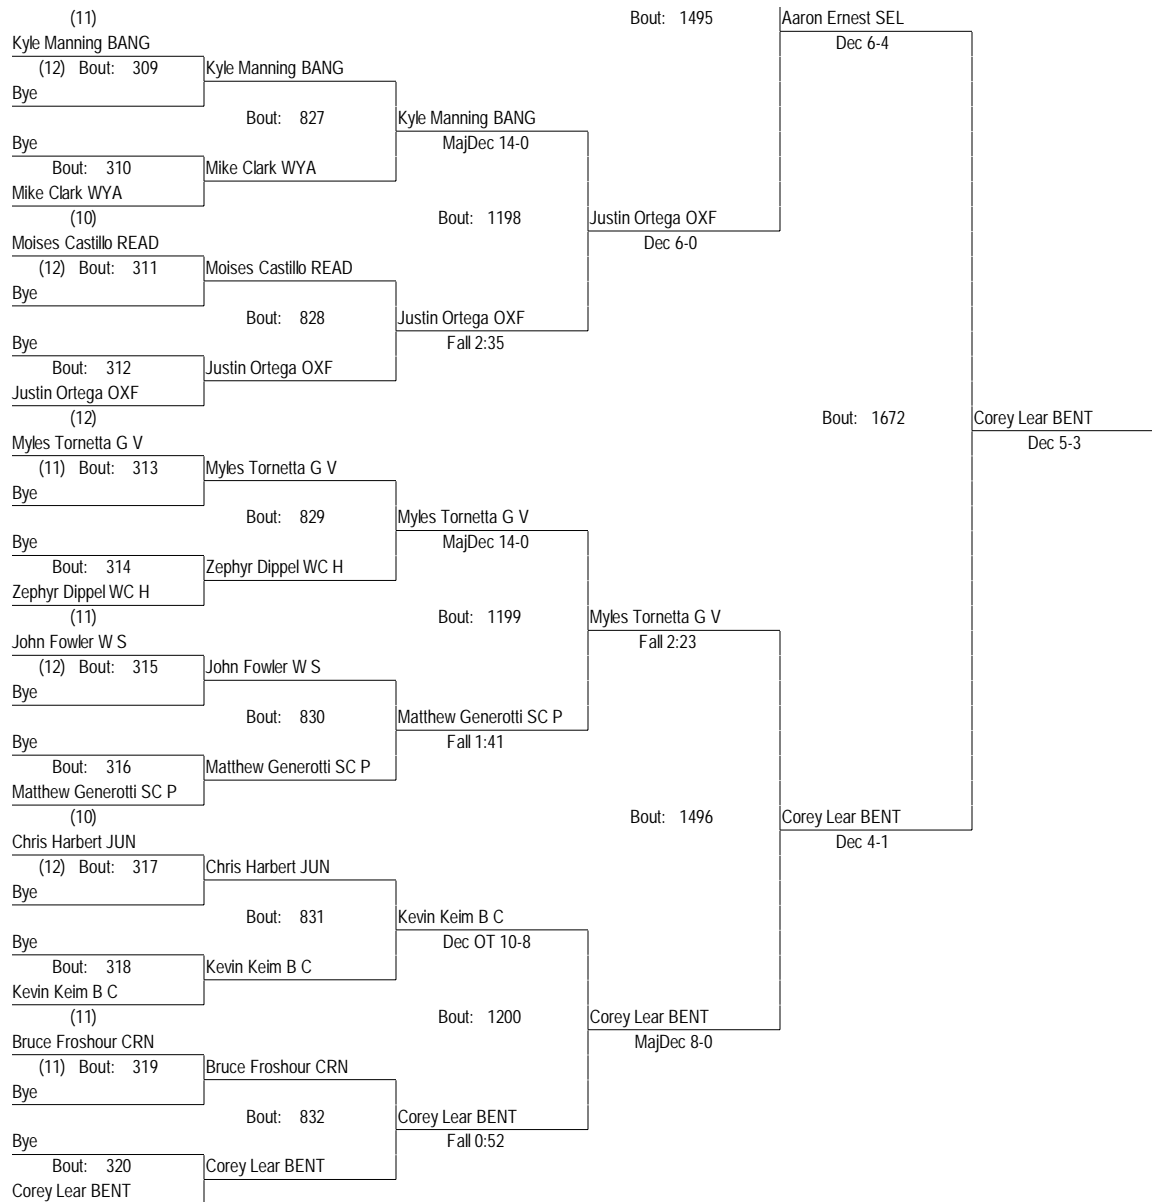 (11)
Bout: 1495
Aaron Ernest SEL
Kyle Manning BANG
Dec 6-4
(12) Bout: 309
Kyle Manning BANG
Bye
Bout: 827
Kyle Manning BANG
Bye
MajDec 14-0
Bout: 310
Mike Clark WYA
Mike Clark WYA
(10)
Bout: 1198
Justin Ortega OXF
Moises Castillo READ
Dec 6-0
(12) Bout: 311
Moises Castillo READ
Bye
Bout: 828
Justin Ortega OXF
Bye
Fall 2:35
Bout: 312
Justin Ortega OXF
Justin Ortega OXF
(12)
Bout: 1672
Corey Lear BENT
Myles Tornetta G V
Dec 5-3
(11) Bout: 313
Myles Tornetta G V
Bye
Bout: 829
Myles Tornetta G V
Bye
MajDec 14-0
Bout: 314
Zephyr Dippel WC H
Zephyr Dippel WC H
(11)
Bout: 1199
Myles Tornetta G V
John Fowler W S
Fall 2:23
(12) Bout: 315
John Fowler W S
Bye
Bout: 830
Matthew Generotti SC P
Bye
Fall 1:41
Bout: 316
Matthew Generotti SC P
Matthew Generotti SC P
(10)
Bout: 1496
Corey Lear BENT
Chris Harbert JUN
Dec 4-1
(12) Bout: 317
Chris Harbert JUN
Bye
Bout: 831
Kevin Keim B C
Bye
Dec OT 10-8
Bout: 318
Kevin Keim B C
Kevin Keim B C
(11)
Bout: 1200
Corey Lear BENT
Bruce Froshour CRN
MajDec 8-0
(11) Bout: 319
Bruce Froshour CRN
Bye
Bout: 832
Corey Lear BENT
Bye
Fall 0:52
Bout: 320
Corey Lear BENT
Corey Lear BENT